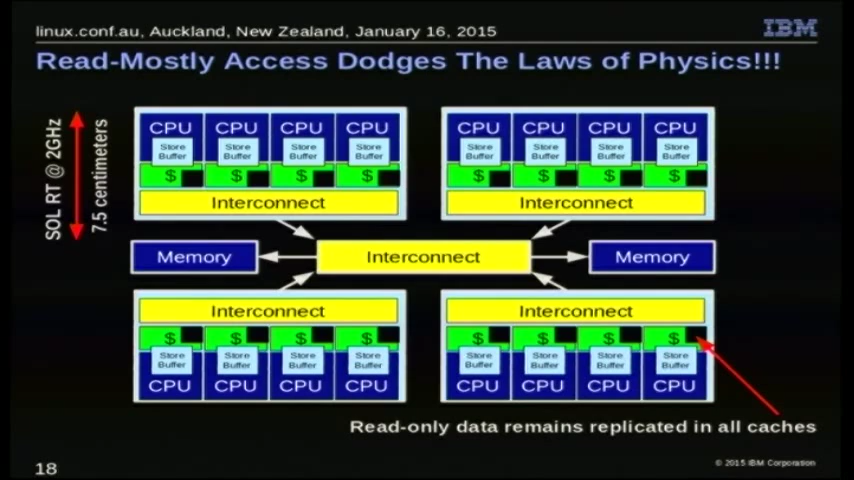 linux.conf.au, Auckland, New Zealand, January 16, 2015
IBM
Read-Mostly Access Dodges The Laws of Physics!!!
SOL RT @ 2GHz
7.5 centimeters
CPU CPU CPU CPU
Store Buffer Store Buffer Store Buffer Store Buffer
$ $ $ $
Interconnect
CPU CPU CPU CPU
Store Buffer Store Buffer Store Buffer Store Buffer
$ $ $ $
Interconnect
Memory Interconnect Memory
Interconnect
$ $ $ $
Store Buffer Store Buffer Store Buffer Store Buffer
CPU CPU CPU CPU
Interconnect
$ $ $ $
Store Buffer Store Buffer Store Buffer Store Buffer
CPU CPU CPU CPU
Read-only data remains replicated in all caches
18
© 2015 IBM Corporation